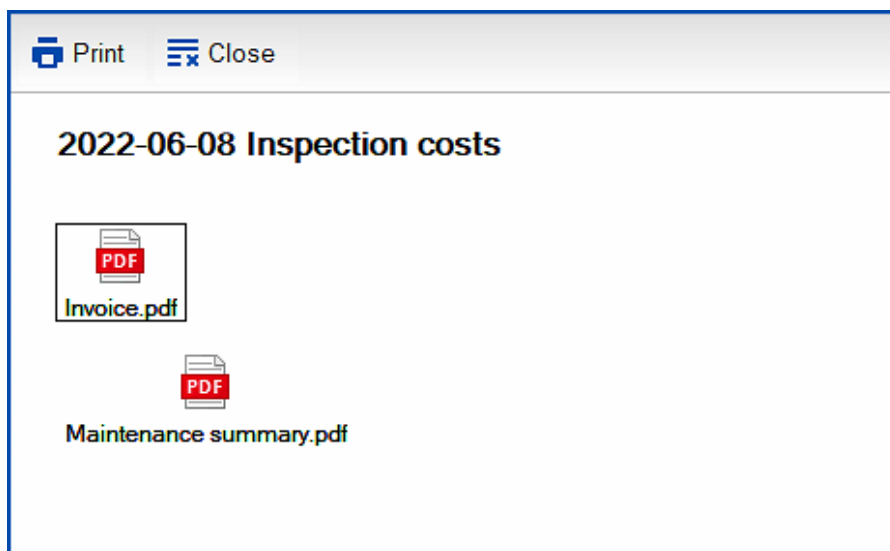 Print Close
2022-06-08 Inspection costs
PDF
Invoice.pdf
PDF
Maintenance summary.pdf